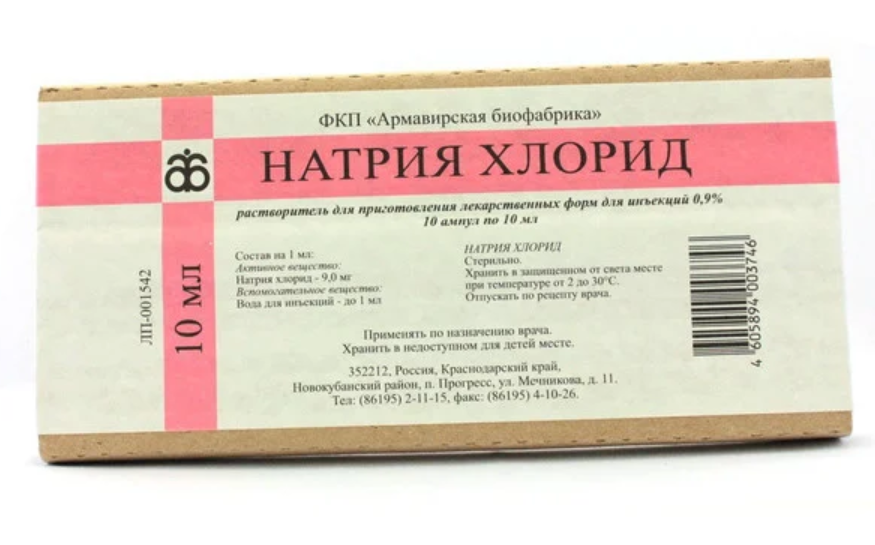 ФКП «Армавирская биофабрика»
НАТРИЯ ХЛОРИД
растворитель для приготовления лекарственных форм для инъекций 0,9%
10 ампул по 10 мл
ЛП-001542
10 мл
Состав на 1 мл:
Активное вещество:
Натрия хлорид - 9,0 мг
Вспомогательное вещество:
Вода для инъекций - до 1 мл
НАТРИЯ ХЛОРИД
Стерильно.
Хранить в защищенном от света месте
при температуре от 2 до 30°С.
Отпускать по рецепту врача.
4 605894 003746
Применять по назначению врача.
Хранить в недоступном для детей месте.
352212, Россия, Краснодарский край,
Новокубанский район, п. Прогресс, ул. Мечникова, д. 11.
Тел: (86195) 2-11-15, факс: (86195) 4-10-26.